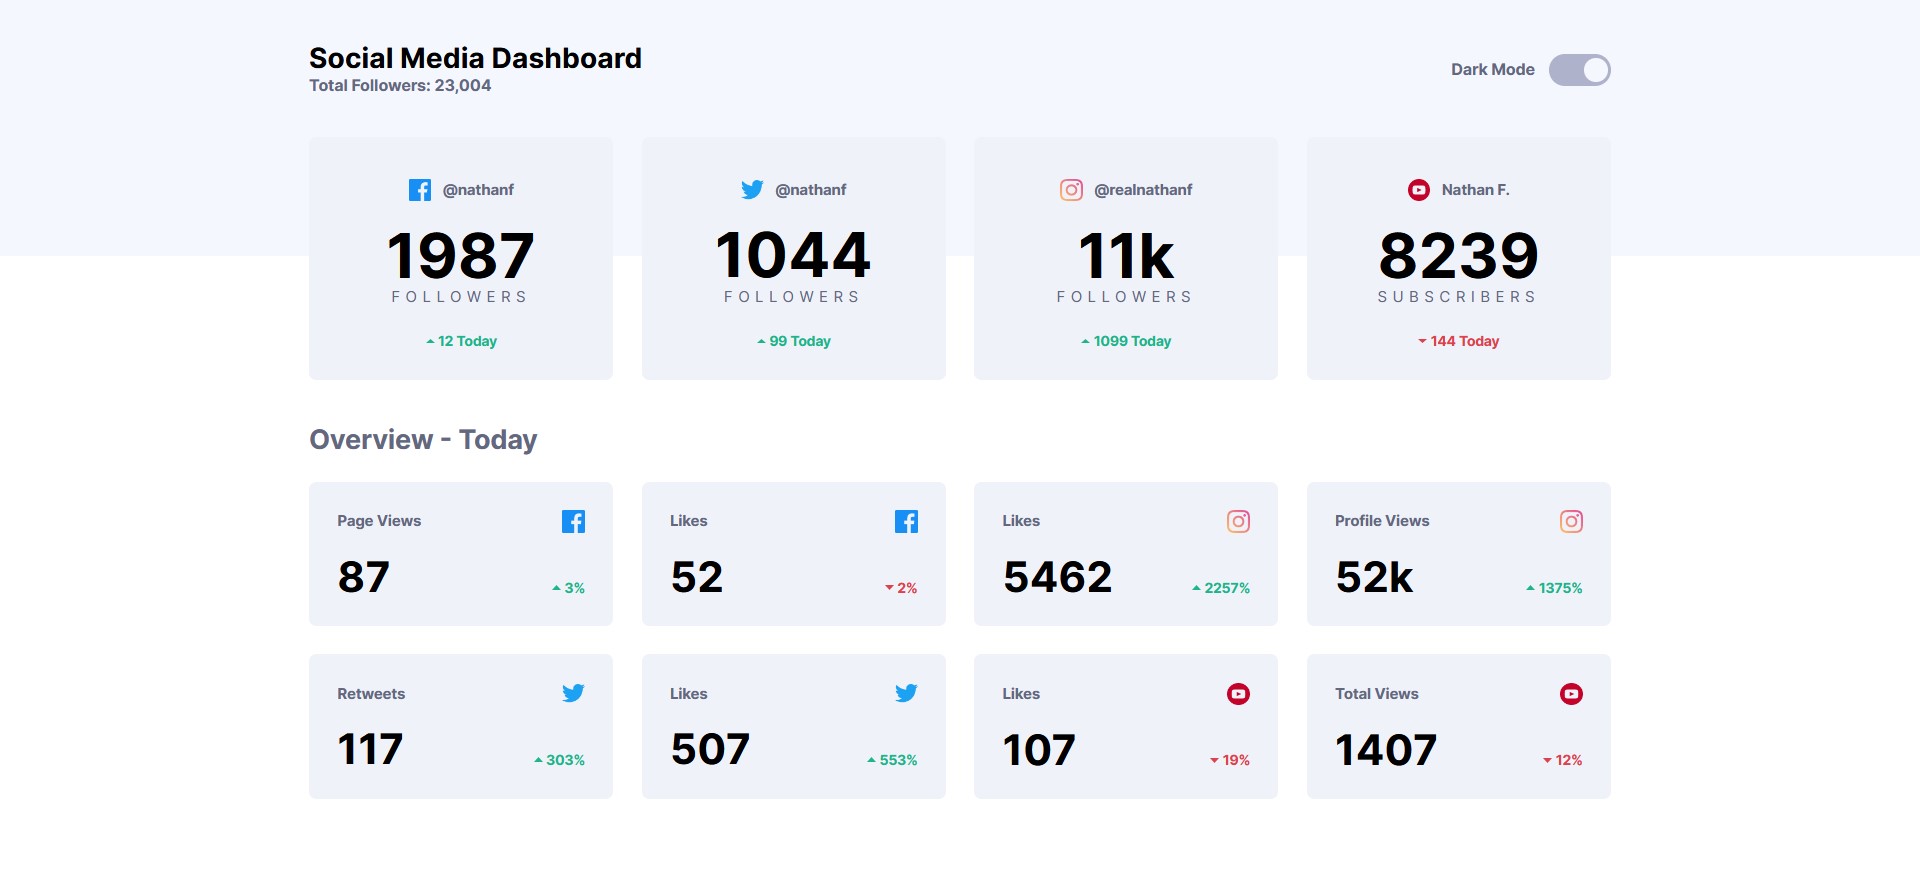 Social Media Dashboard
Total Followers: 23,004
Dark Mode
@nathanf
1987
FOLLOWERS
12 Today
@nathanf
1044
FOLLOWERS
99 Today
@realnathanf
11k
FOLLOWERS
1099 Today
Nathan F.
8239
SUBSCRIBERS
144 Today
Overview - Today
Page Views
87
3%
Likes
52
2%
Likes
5462
2257%
Profile Views
52k
1375%
Retweets
117
303%
Likes
507
553%
Likes
107
19%
Total Views
1407
12%